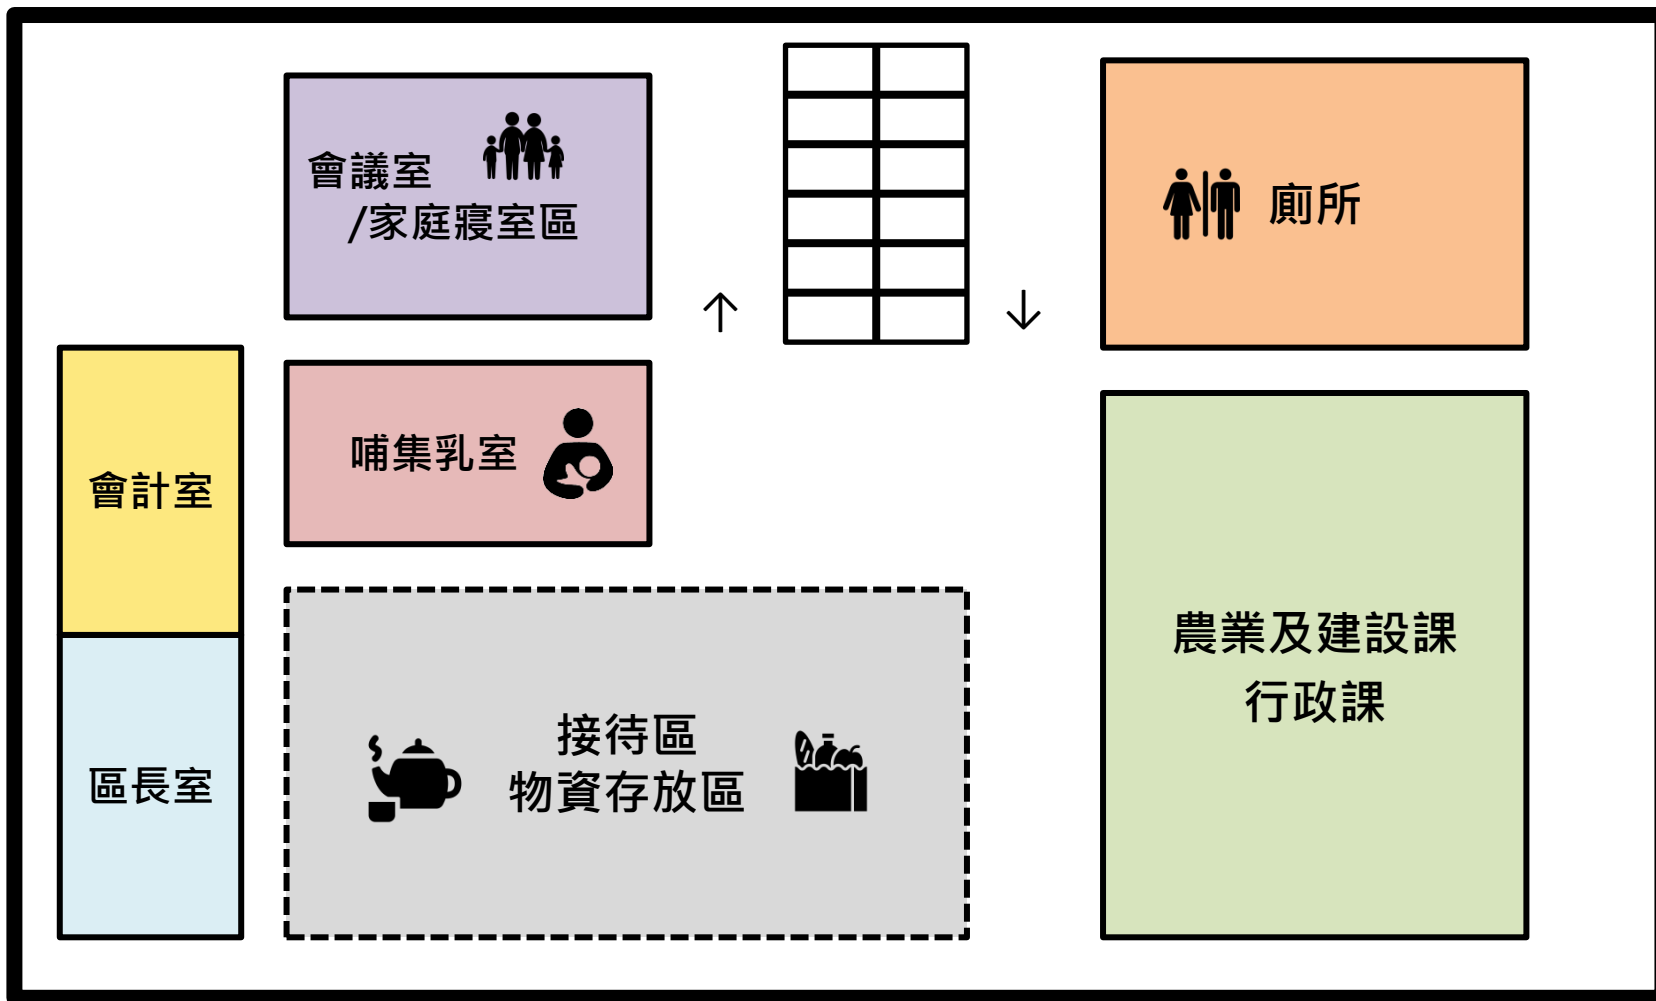 會議室
/家庭寢室區
廁所
哺集乳室
會計室
區長室
接待區
物資存放區
農業及建設課
行政課